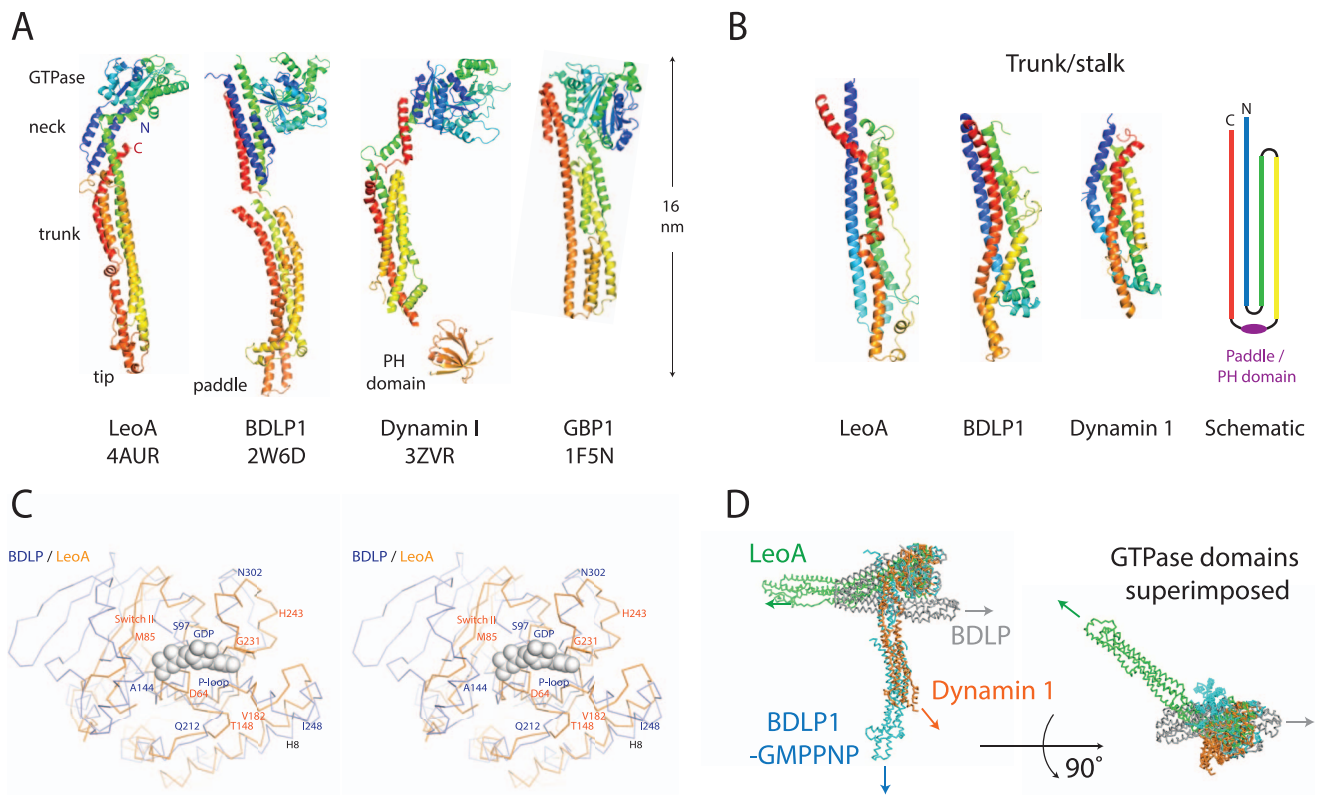 A
GTPase
neck
N
C
trunk
tip
paddle
PH
domain
16
nm
LeoA
4AUR
BDLP1
2W6D
Dynamin I
3ZVR
GBP1
1F5N
B
Trunk/stalk
C
N
Paddle /
PH domain
LeoA
BDLP1
Dynamin 1
Schematic
C
BDLP / LeoA
N302
Switch II
S97
H243
M85
GDP
G231
A144
P-loop
D64
Q212
V182
T148
I248
H8
BDLP / LeoA
N302
Switch II
S97
H243
M85
GDP
G231
A144
P-loop
D64
Q212
V182
T148
I248
H8
D
LeoA
GTPase domains
superimposed
BDLP
Dynamin 1
BDLP1
-GMPPNP
90°